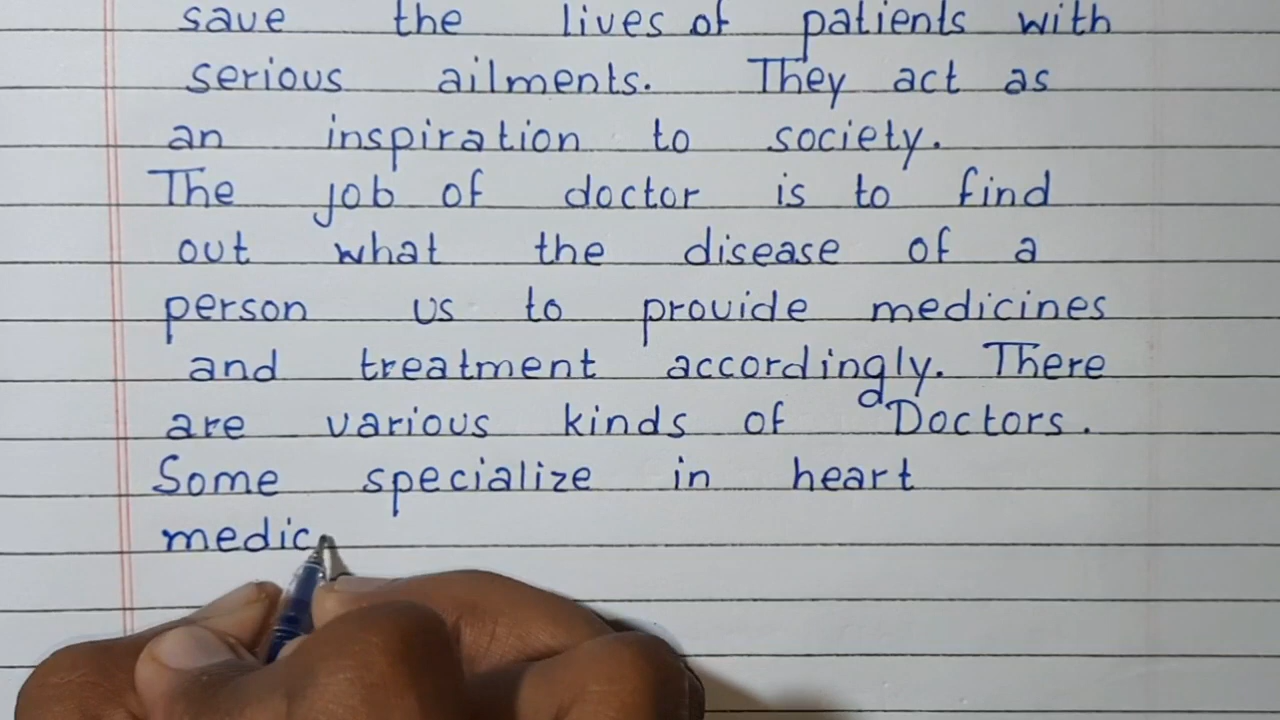 save the lives of patients with
serious ailments. They act as
an inspiration to society.
The job of doctor is to find
out what the disease of a
person us to provide medicines
and treatment accordingly. There
are various kinds of dDoctors.
Some specialize in heart
medic